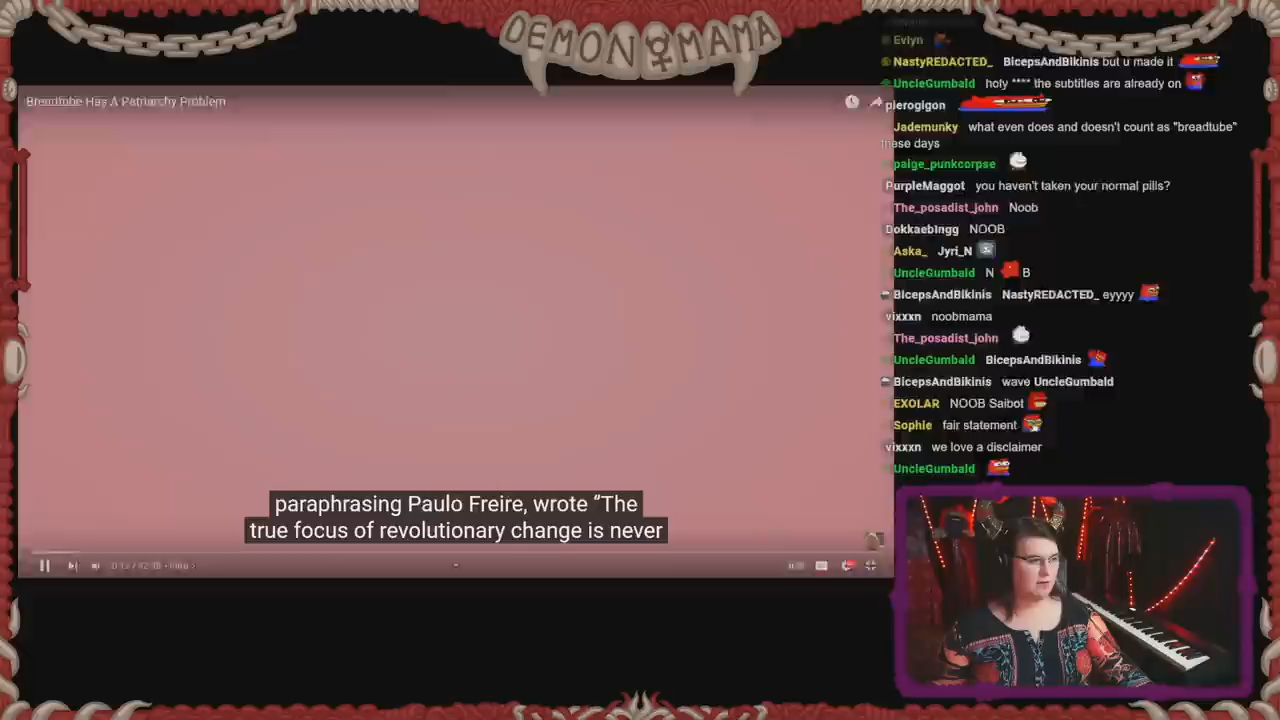 DEMON MAMA
Breadtube Has A Patriarchy Problem
paraphrasing Paulo Freire, wrote “The
true focus of revolutionary change is never
Evlyn
NastyREDACTED_ BicepsAndBikinis but u made it
UncleGumbald holy **** the subtitles are already on
pierogigon
Jademunky what even does and doesn't count as "breadtube"
these days
paige_punkcorpse
PurpleMaggot you haven't taken your normal pills?
The_posadist_john Noob
Dokkaebingg NOOB
Aska_ Jyri_N
UncleGumbald N B
BicepsAndBikinis NastyREDACTED_ eyyyy
vixxxn noobmama
The_posadist_john
UncleGumbald BicepsAndBikinis
BicepsAndBikinis wave UncleGumbald
EXOLAR NOOB Saibot
Sophie fair statement
vixxxn we love a disclaimer
UncleGumbald